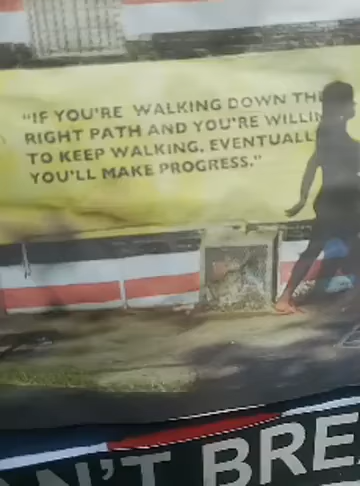 "IF YOU'RE WALKING DOWN THE
RIGHT PATH AND YOU'RE WILLIN
TO KEEP WALKING, EVENTUALL
YOU'LL MAKE PROGRESS."
N'T BRE